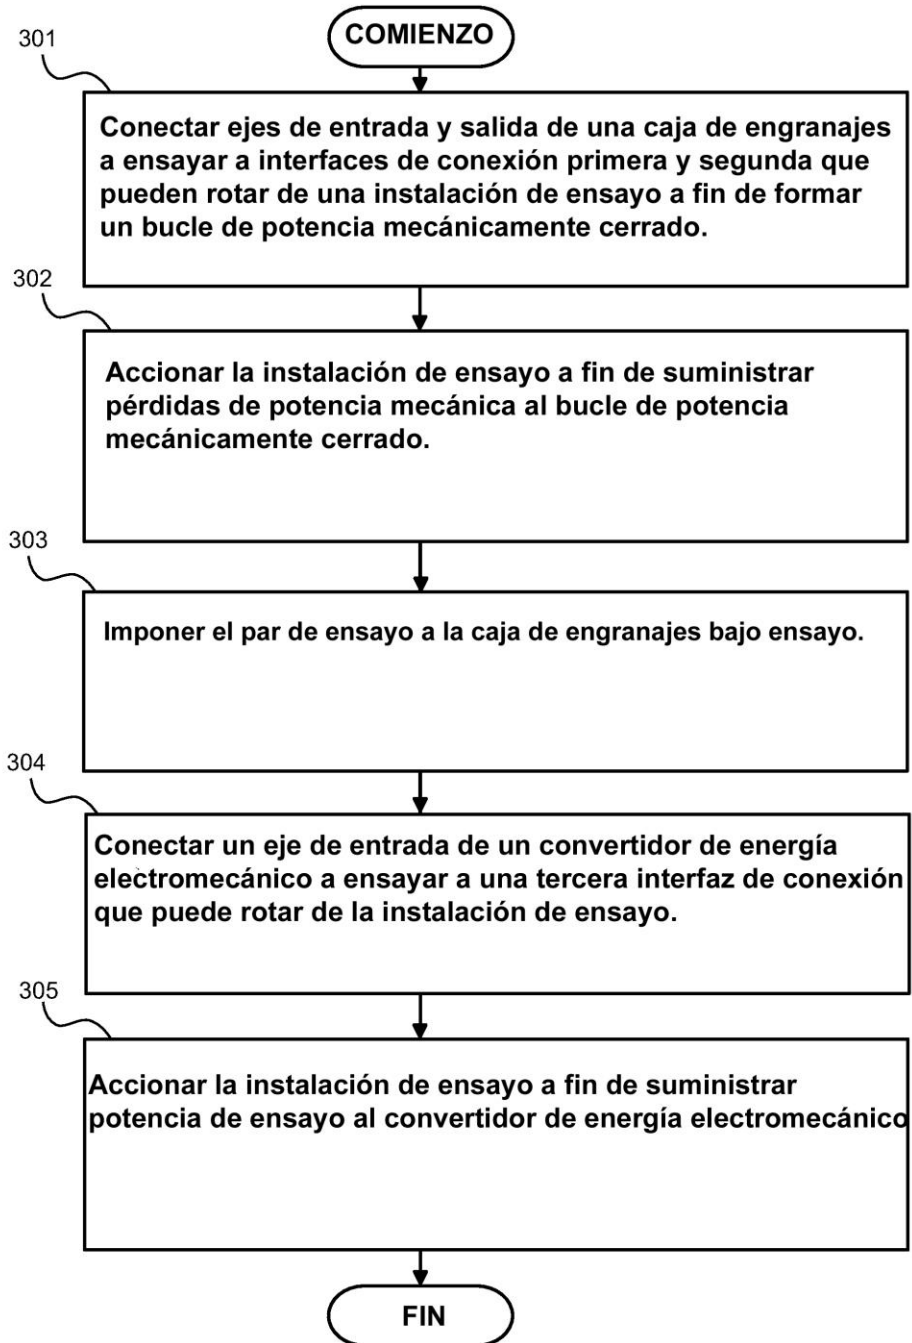 COMIENZO
301
Conectar ejes de entrada y salida de una caja de engranajes
a ensayar a interfaces de conexión primera y segunda que
pueden rotar de una instalación de ensayo a fin de formar
un bucle de potencia mecánicamente cerrado.
302
Accionar la instalación de ensayo a fin de suministrar
pérdidas de potencia mecánica al bucle de potencia
mecánicamente cerrado.
303
Imponer el par de ensayo a la caja de engranajes bajo ensayo.
304
Conectar un eje de entrada de un convertidor de energía
electromecánico a ensayar a una tercera interfaz de conexión
que puede rotar de la instalación de ensayo.
305
Accionar la instalación de ensayo a fin de suministrar
potencia de ensayo al convertidor de energía electromecánico
FIN